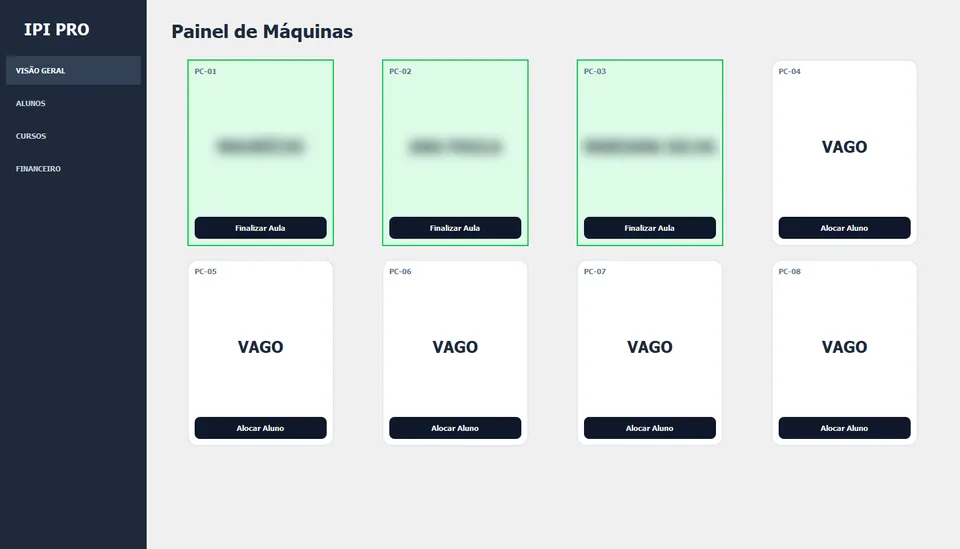 IPI PRO
VISÃO GERAL
ALUNOS
CURSOS
FINANCEIRO
Painel de Máquinas
PC-01
Finalizar Aula
PC-02
Finalizar Aula
PC-03
Finalizar Aula
PC-04
VAGO
Alocar Aluno
PC-05
VAGO
Alocar Aluno
PC-06
VAGO
Alocar Aluno
PC-07
VAGO
Alocar Aluno
PC-08
VAGO
Alocar Aluno